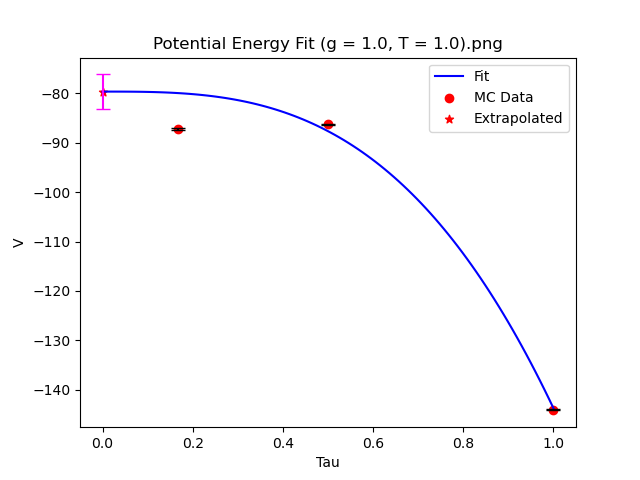 Potential Energy Fit (g = 1.0, T = 1.0).png
Fit
MC Data
Extrapolated
−80
−90
−100
−110
−120
−130
−140
V
0.0 0.2 0.4 0.6 0.8 1.0
Tau